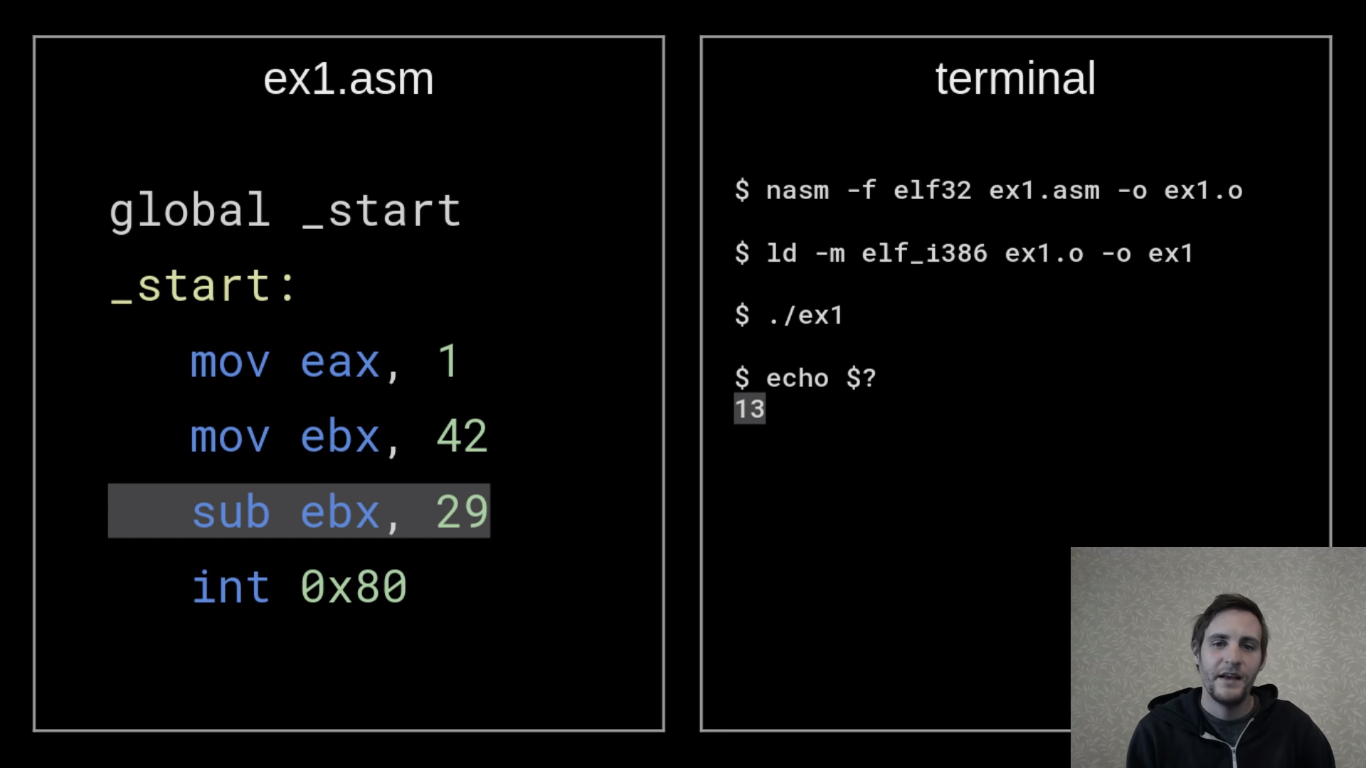 ex1.asm
global _start
_start:
mov eax, 1
mov ebx, 42
sub ebx, 29
int 0x80
terminal
$ nasm -f elf32 ex1.asm -o ex1.o
$ ld -m elf_i386 ex1.o -o ex1
$ ./ex1
$ echo $?
13